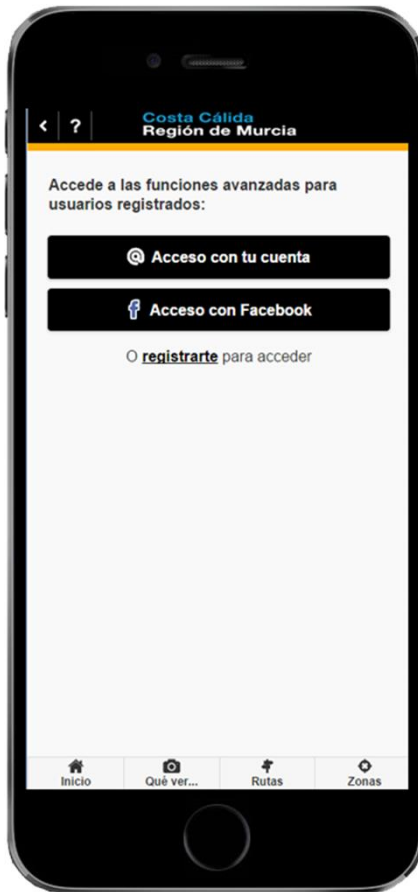 ?
Costa Cálida
Región de Murcia
Accede a las funciones avanzadas para
usuarios registrados:
@ Acceso con tu cuenta
f Acceso con Facebook
O registrarte para acceder
Inicio
Qué ver...
Rutas
Zonas